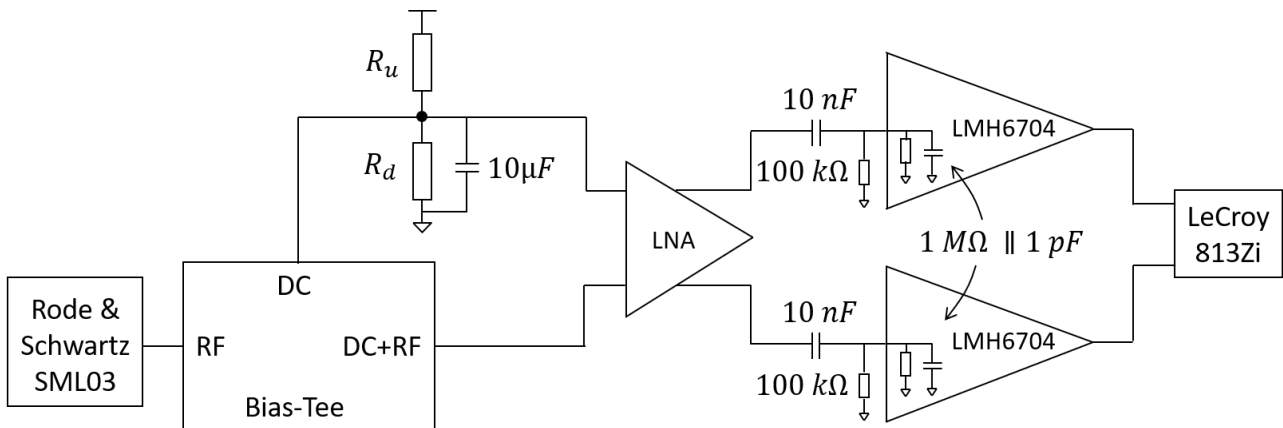 R_u
10 nF
LMH6704
R_d
10μF
100 kΩ
LNA
1 MΩ ∥ 1 pF
LeCroy
813Zi
DC
Rode &
Schwartz
SML03
RF
DC+RF
Bias-Tee
10 nF
LMH6704
100 kΩ